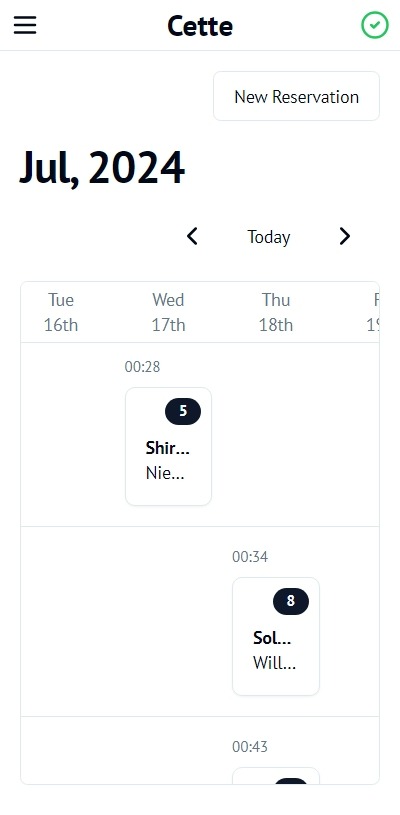 Cette
New Reservation
Jul, 2024
Today
Tue Wed Thu
16th 17th 18th
00:28
5
Shir...
Nie...
00:34
8
Sol...
Will...
00:43